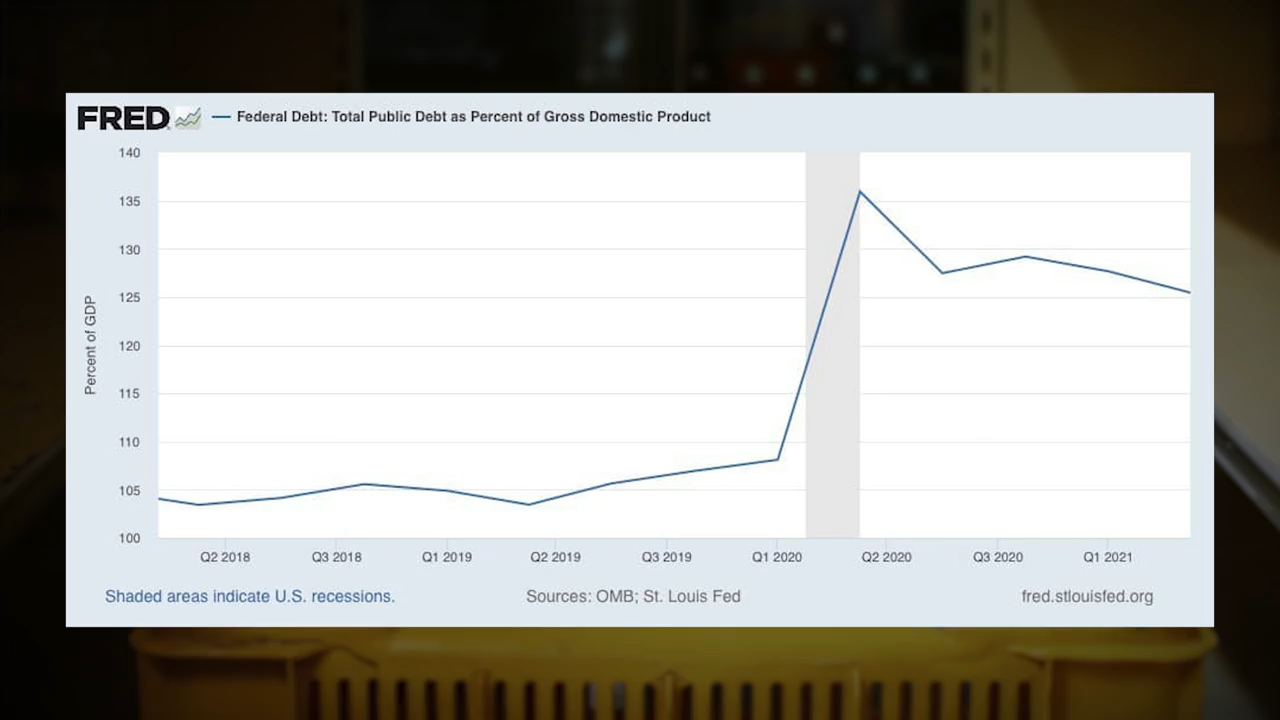 FRED Federal Debt: Total Public Debt as Percent of Gross Domestic Product
140
135
130
125
120
115
110
105
100
Percent of GDP
Q2 2018 Q3 2018 Q1 2019 Q2 2019 Q3 2019 Q1 2020 Q2 2020 Q3 2020 Q1 2021
Shaded areas indicate U.S. recessions. Sources: OMB; St. Louis Fed fred.stlouisfed.org